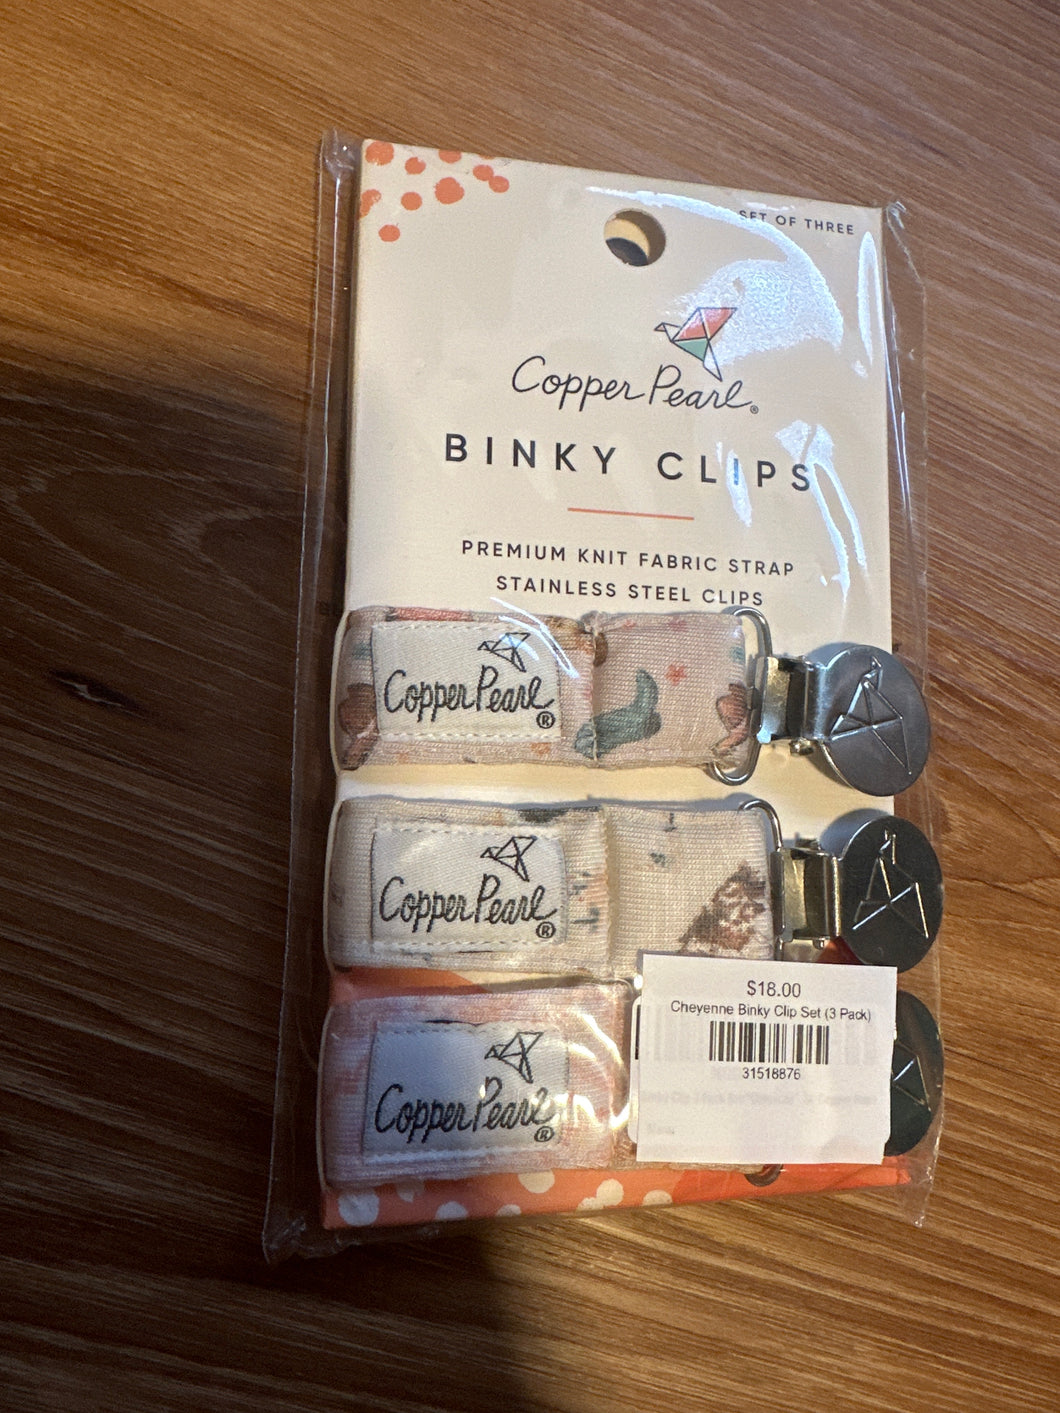 SET OF THREE
Copper Pearl®
BINKY CLIPS
PREMIUM KNIT FABRIC STRAP
STAINLESS STEEL CLIPS
Copper Pearl®
Copper Pearl®
$18.00
Cheyenne Binky Clip Set (3 Pack)
31518876
Copper Pearl®